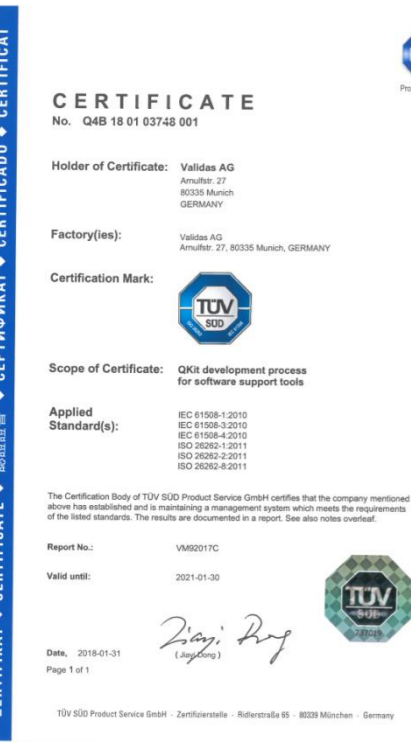 CERTIFICATE
No. Q4B 18 01 03748 001
Holder of Certificate: Validas AG
Arnulfstr. 27
80335 Munich
GERMANY
Factory(ies): Validas AG
Arnulfstr. 27, 80335 Munich, GERMANY
Certification Mark:
TÜV
SÜD
Scope of Certificate: QKit development process
for software support tools
Applied
Standard(s):
IEC 61508-1:2010
IEC 61508-3:2010
IEC 61508-4:2010
ISO 26262-1:2011
ISO 26262-2:2011
ISO 26262-8:2011
The Certification Body of TÜV SÜD Product Service GmbH certifies that the company mentioned
above has established and is maintaining a management system which meets the requirements
of the listed standards. The results are documented in a report. See also notes overleaf.
Report No.: VM92017C
Valid until: 2021-01-30
TÜV
SÜD
Date, 2018-01-31
( Jiayi Dong )
Page 1 of 1
TÜV SÜD Product Service GmbH - Zertifizierstelle - Ridlerstraße 65 - 80339 München - Germany
CERTIFICATE ◆ CEPTИФИKAT ◆ CERTIFICADO ◆ CERTIFICAT